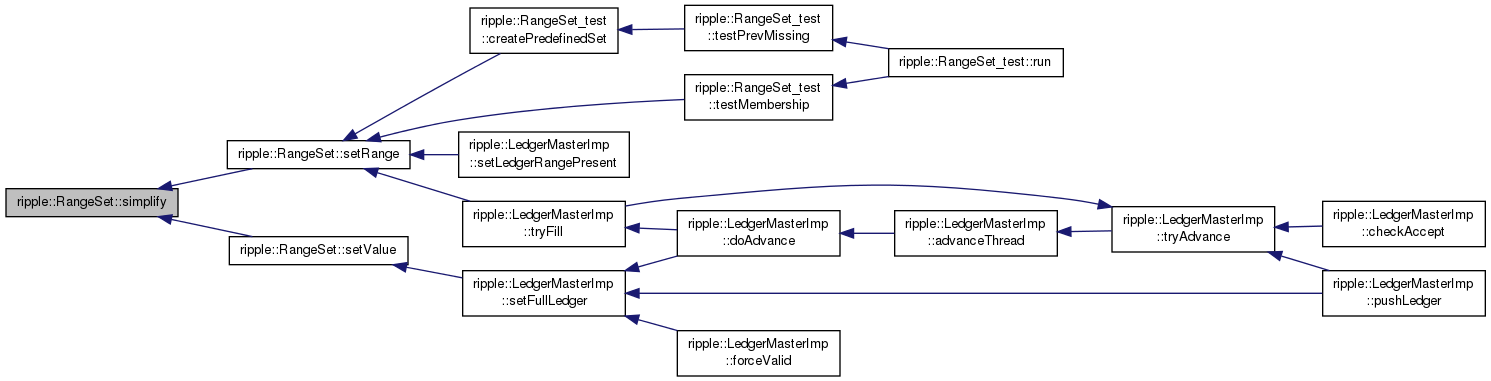 ripple::RangeSet_test
::createPredefinedSet
ripple::RangeSet_test
::testPrevMissing
ripple::RangeSet_test::run
ripple::RangeSet_test
::testMembership
ripple::RangeSet::setRange
ripple::LedgerMasterImp
::setLedgerRangePresent
ripple::RangeSet::simplify
ripple::LedgerMasterImp
::tryFill
ripple::LedgerMasterImp
::doAdvance
ripple::LedgerMasterImp
::advanceThread
ripple::LedgerMasterImp
::tryAdvance
ripple::LedgerMasterImp
::checkAccept
ripple::RangeSet::setValue
ripple::LedgerMasterImp
::setFullLedger
ripple::LedgerMasterImp
::pushLedger
ripple::LedgerMasterImp
::forceValid